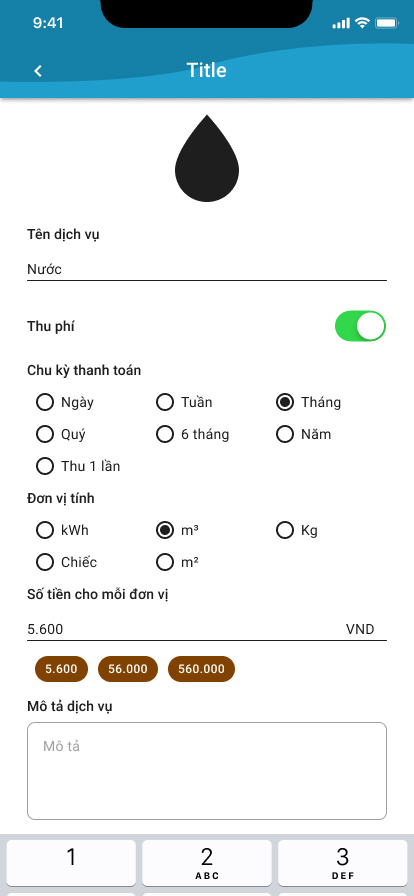 9:41
Title
Tên dịch vụ
Nước
Thu phí
Chu kỳ thanh toán
Ngày Tuần Tháng
Quý 6 tháng Năm
Thu 1 lần
Đơn vị tính
kWh m³ Kg
Chiếc m²
Số tiền cho mỗi đơn vị
5.600 VND
5.600 56.000 560.000
Mô tả dịch vụ
Mô tả
1 2 3
ABC DEF